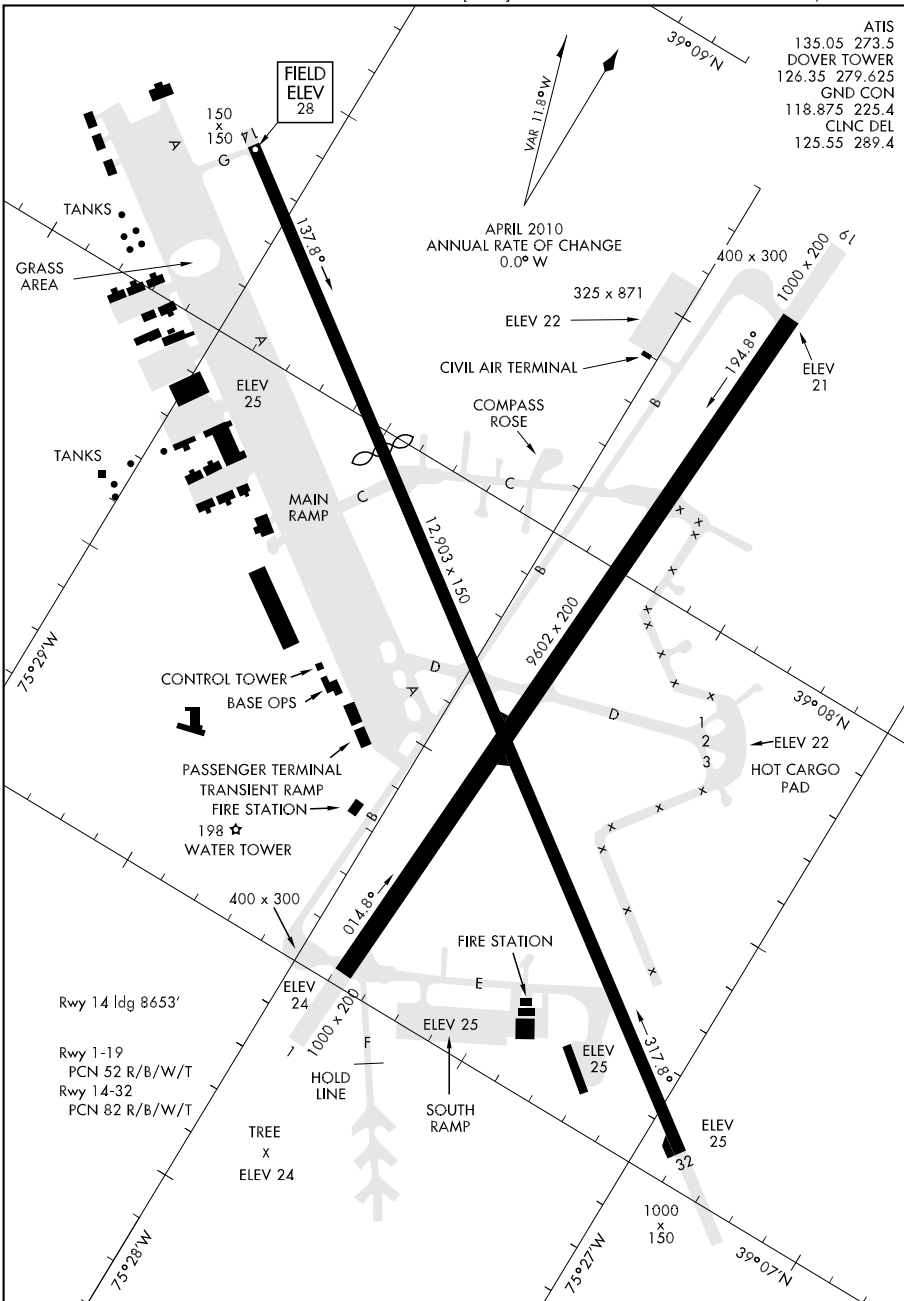 ATIS
135.05 273.5
DOVER TOWER
126.35 279.625
GND CON
118.875 225.4
CLNC DEL
125.55 289.4
39°09'N
VAR 11.8° W
FIELD
ELEV
28
150
x
150
14
A
G
TANKS
137.8°
APRIL 2010
ANNUAL RATE OF CHANGE
0.0° W
GRASS
AREA
400 x 300
1000 x 200
19
325 x 871
ELEV 22
CIVIL AIR TERMINAL
194.8°
ELEV
21
A
ELEV
25
B
COMPASS
ROSE
TANKS
MAIN
RAMP
C
C
12,903 x 150
B
9602 x 200
75°29'W
CONTROL TOWER
BASE OPS
D
A
D
39°08'N
1
2
3
ELEV 22
HOT CARGO
PAD
PASSENGER TERMINAL
TRANSIENT RAMP
FIRE STATION
B
198
WATER TOWER
400 x 300
014.8°
FIRE STATION
ELEV
24
E
Rwy 14 ldg 8653'
1000 x 200
1
F
ELEV 25
ELEV
25
317.8°
Rwy 1-19
PCN 52 R/B/W/T
Rwy 14-32
PCN 82 R/B/W/T
HOLD
LINE
SOUTH
RAMP
ELEV
25
32
TREE
X
ELEV 24
1000
x
150
75°28'W
75°27'W
39°07'N